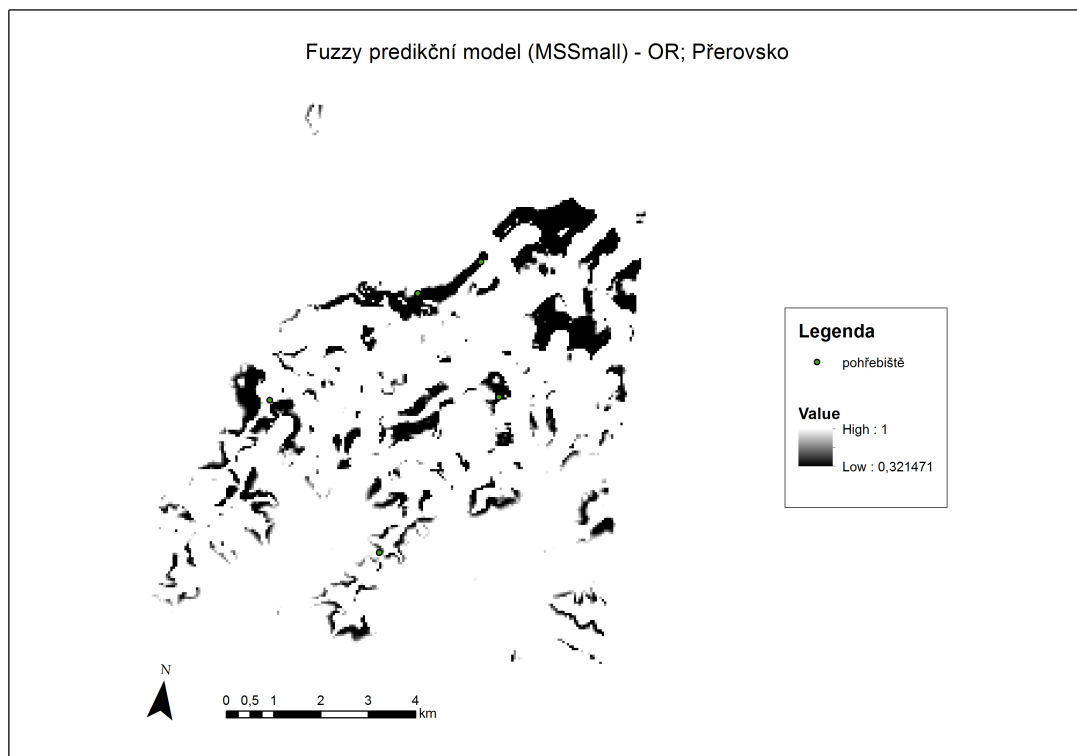 Fuzzy predikční model (MSSmall) - OR; Přerovsko
Legenda
pohřebiště
Value
High : 1
Low : 0,321471
N
0 0,5 1 2 3 4
km